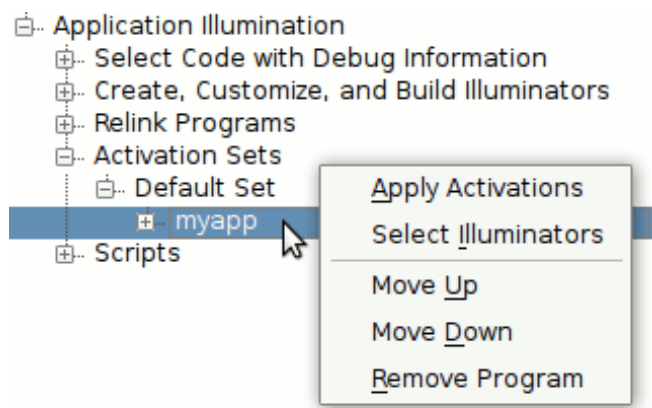 Application Illumination
Select Code with Debug Information
Create, Customize, and Build Illuminators
Relink Programs
Activation Sets
Default Set
myapp
Scripts
Apply Activations
Select Illuminators
Move Up
Move Down
Remove Program